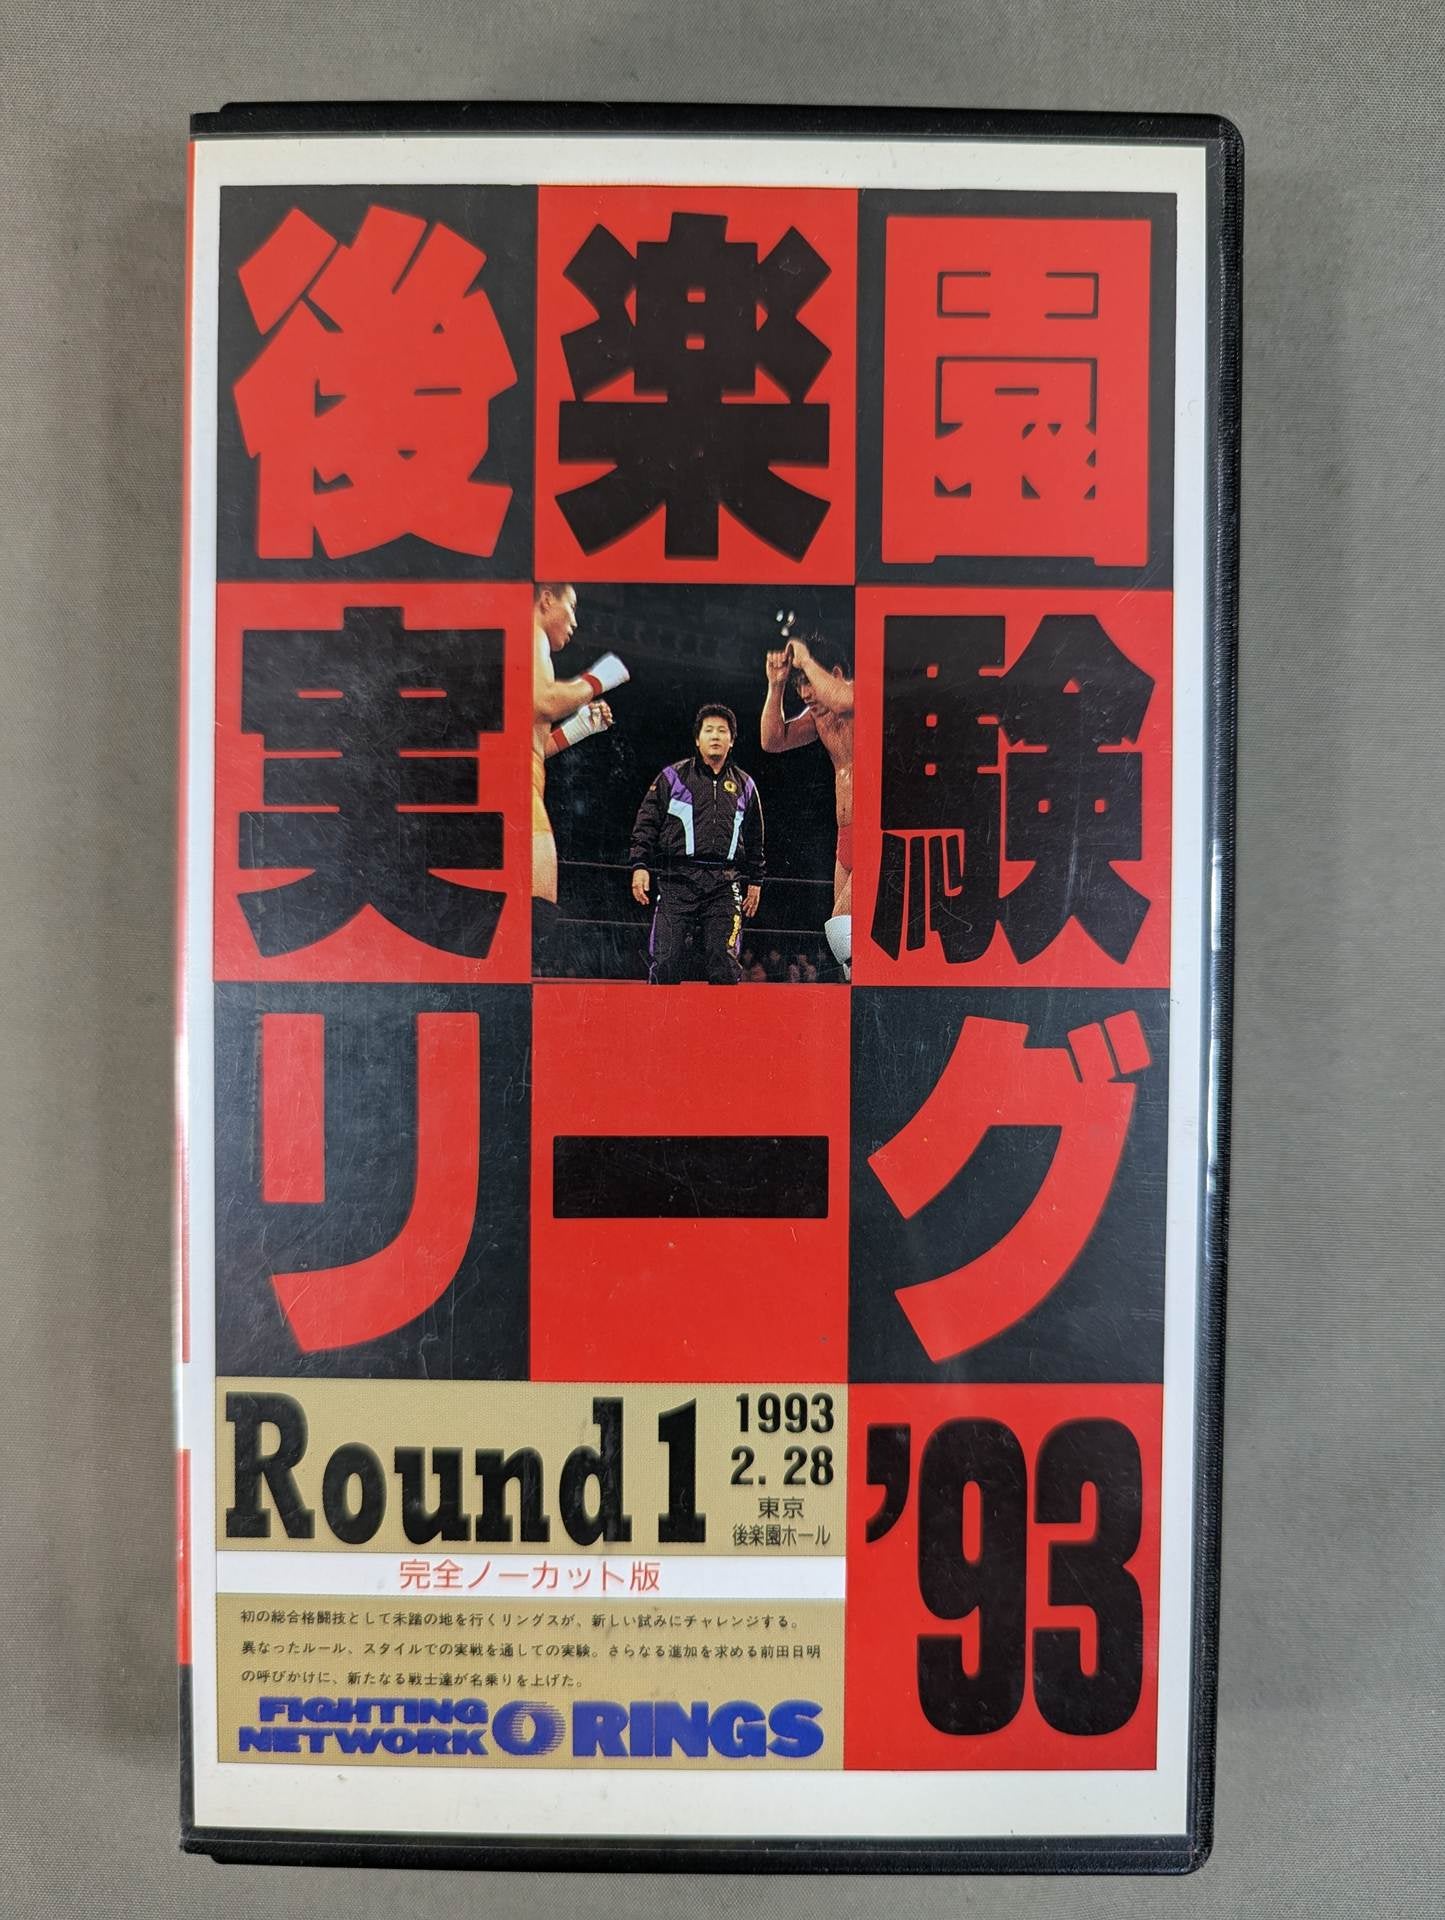 後楽園
実験
リーグ
'93
Round 1
1993
2. 28
東京
後楽園ホール
完全ノーカット版
初の総合格闘技として未踏の地を行くリングスが、新しい試みにチャレンジする。
異なったルール、スタイルでの実戦を通しての実験。さらなる進加を求める前田日明
の呼びかけに、新たなる戦士達が名乗りを上げた。
FIGHTING
NETWORK RINGS